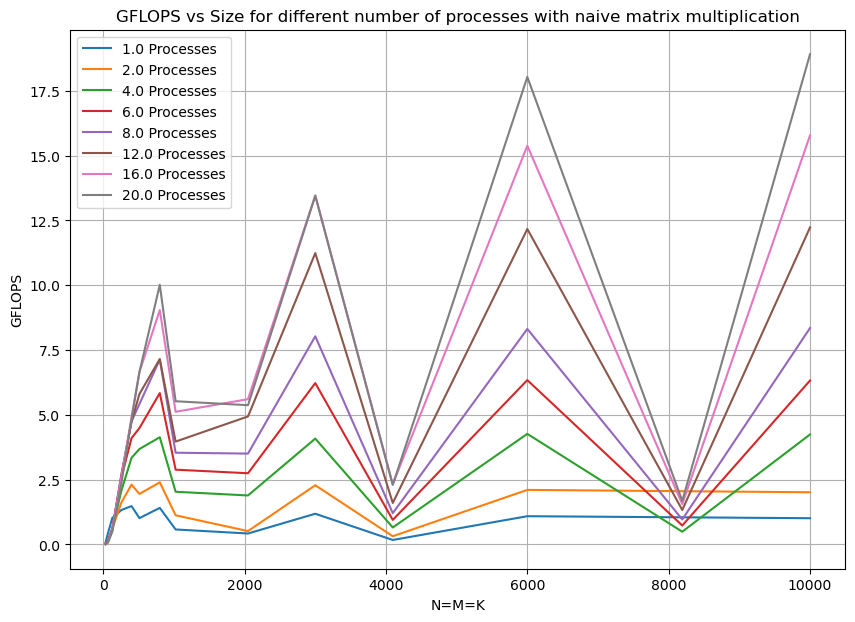 GFLOPS vs Size for different number of processes with naive matrix multiplication
1.0 Processes
2.0 Processes
4.0 Processes
6.0 Processes
8.0 Processes
12.0 Processes
16.0 Processes
20.0 Processes
GFLOPS
17.5
15.0
12.5
10.0
7.5
5.0
2.5
0.0
0 2000 4000 6000 8000 10000
N=M=K